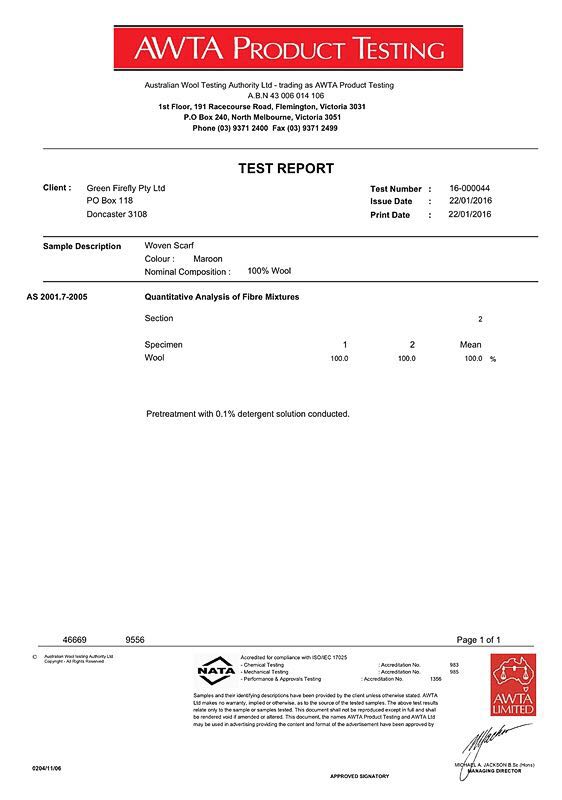 AWTA PRODUCT TESTING
Australian Wool Testing Authority Ltd - trading as AWTA Product Testing
A.B.N 43 006 014 106
1st Floor, 191 Racecourse Road, Flemington, Victoria 3031
P.O Box 240, North Melbourne, Victoria 3051
Phone (03) 9371 2400 Fax (03) 9371 2499
TEST REPORT
Client : Green Firefly Pty Ltd Test Number : 16-000044
PO Box 118 Issue Date : 22/01/2016
Doncaster 3108 Print Date : 22/01/2016
Sample Description Woven Scarf
Colour : Maroon
Nominal Composition : 100% Wool
AS 2001.7-2005 Quantitative Analysis of Fibre Mixtures
Section 2
Specimen 1 2 Mean
Wool 100.0 100.0 100.0 %
Pretreatment with 0.1% detergent solution conducted.
46669 9556 Page 1 of 1
© Australian Wool Testing Authority Ltd.
Copyright - All Rights Reserved
NATA
Accredited for compliance with ISO/IEC 17025
- Chemical Testing : Accreditation No. 983
- Mechanical Testing : Accreditation No. 985
- Performance & Approvals Testing : Accreditation No. 1356
Samples and their identifying descriptions have been provided by the client unless otherwise stated. AWTA
Ltd makes no warranty, implied or otherwise, as to the source of the tested samples. The above test results
relate only to the sample or samples tested. This document shall not be reproduced except in full and shall
be rendered void if amended or altered. This document, the names AWTA Product Testing and AWTA Ltd
may be used in advertising providing the content and format of the advertisement have been approved by
AWTA
LIMITED
MICHAEL A. JACKSON B.Sc.(Hons)
MANAGING DIRECTOR
0204/11/06
APPROVED SIGNATORY